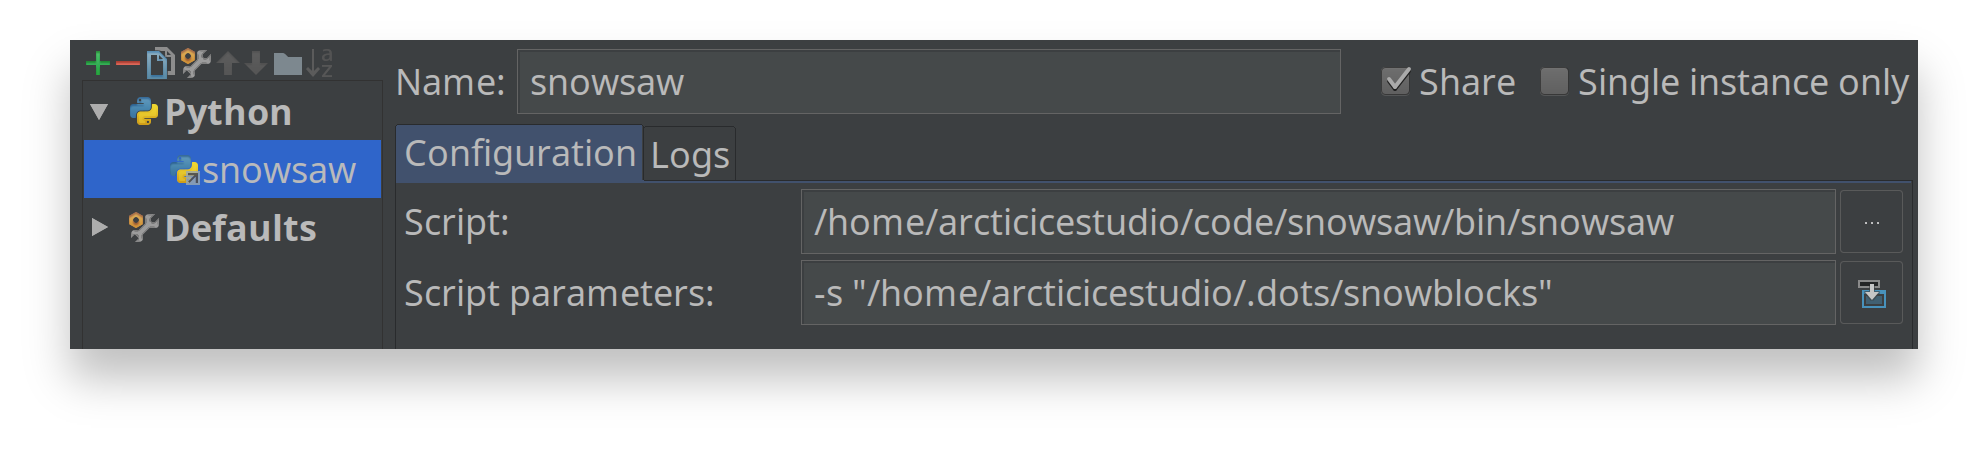 Name: snowsaw Share Single instance only
Python
snowsaw
Defaults
Configuration Logs
Script: /home/arcticicestudio/code/snowsaw/bin/snowsaw ...
Script parameters: -s "/home/arcticicestudio/.dots/snowblocks"